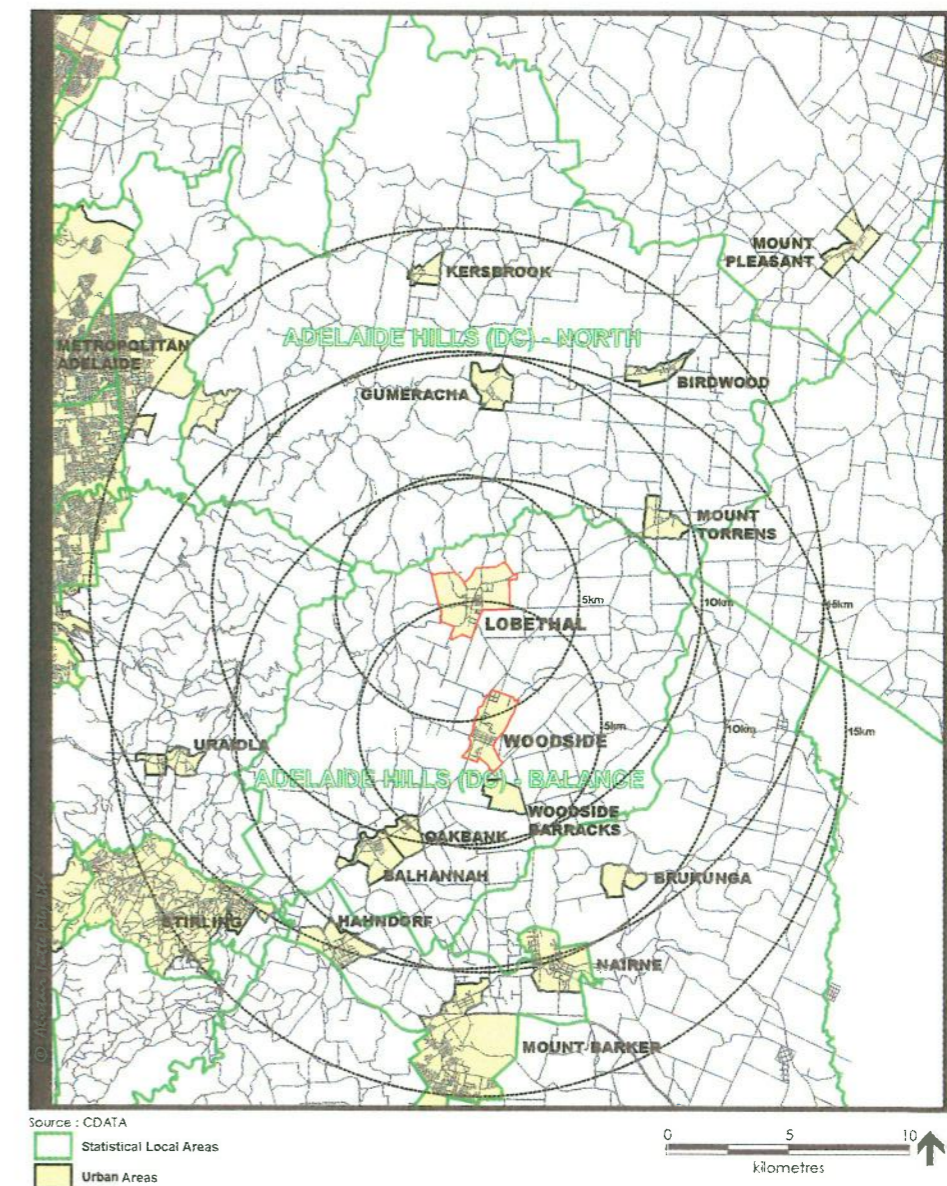 MOUNT
PLEASANT
KERSBROOK
ADELAIDE HILLS (DC) - NORTH
METROPOLITAN
ADELAIDE
BIRDWOOD
GUMERACHA
MOUNT
TORRENS
5km
10km
15km
LOBETHAL
5km
10km
15km
WOODSIDE
URAIDLA
ADELAIDE HILLS (DC) - BALANCE
WOODSIDE
BARRACKS
OAKBANK
BALHANNAH
BRUKUNGA
STIRLING
HAHNDORF
NAIRNE
MOUNT BARKER
Source : CDATA
Statistical Local Areas
Urban Areas
0 5 10
kilometres